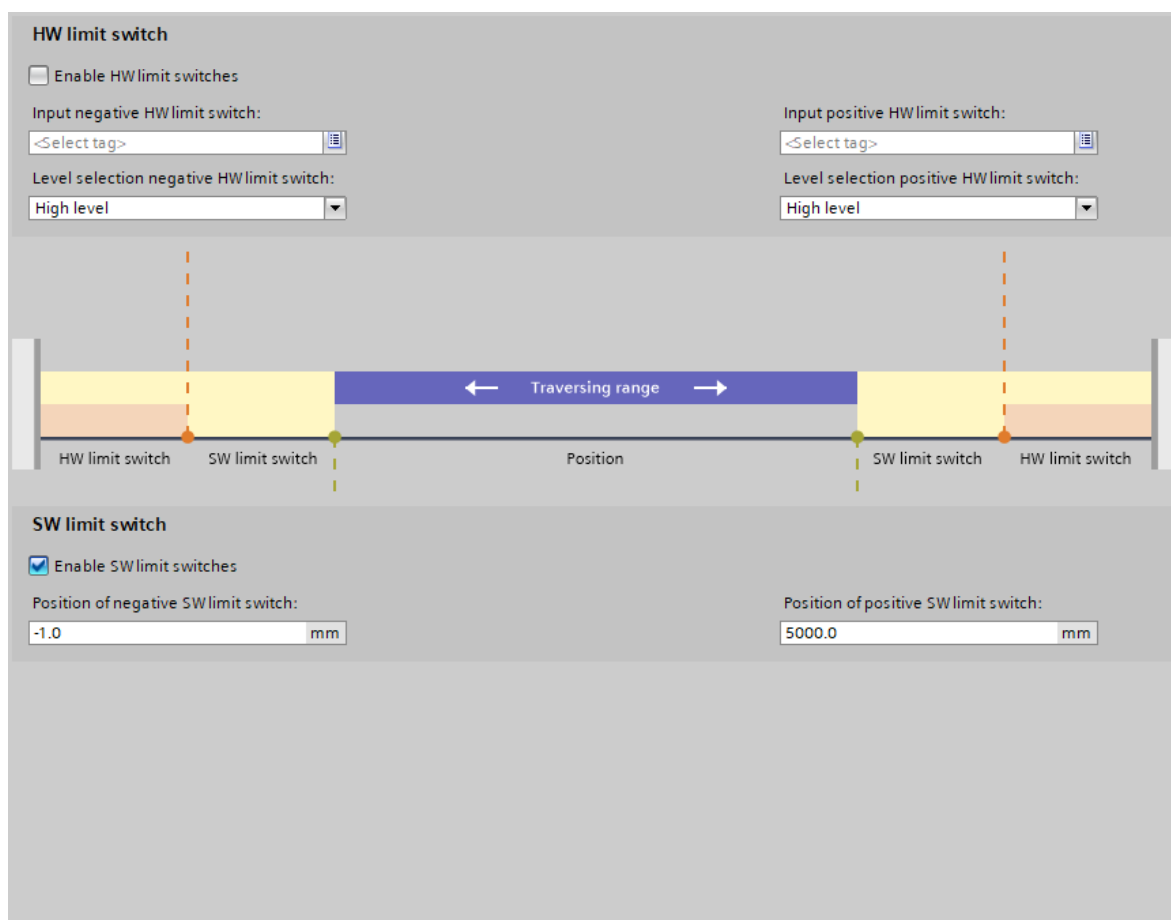 HW limit switch
Enable HW limit switches
Input negative HW limit switch: Input positive HW limit switch:
<Select tag> <Select tag>
Level selection negative HW limit switch: Level selection positive HW limit switch:
High level High level
Traversing range
HW limit switch SW limit switch Position SW limit switch HW limit switch
SW limit switch
Enable SW limit switches
Position of negative SW limit switch: Position of positive SW limit switch:
-1.0 mm 5000.0 mm